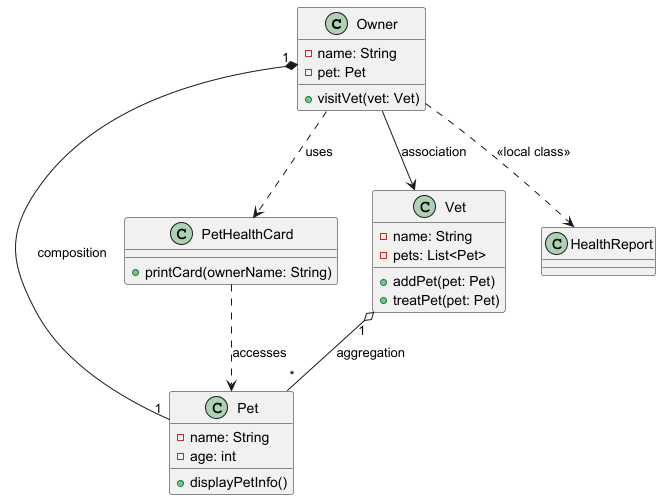 C Owner
name: String
pet: Pet
visitVet(vet: Vet)
1
uses
association
«local class»
composition
C PetHealthCard
printCard(ownerName: String)
C Vet
name: String
pets: List<Pet>
addPet(pet: Pet)
treatPet(pet: Pet)
C HealthReport
accesses
1
aggregation
*
1
C Pet
name: String
age: int
displayPetInfo()